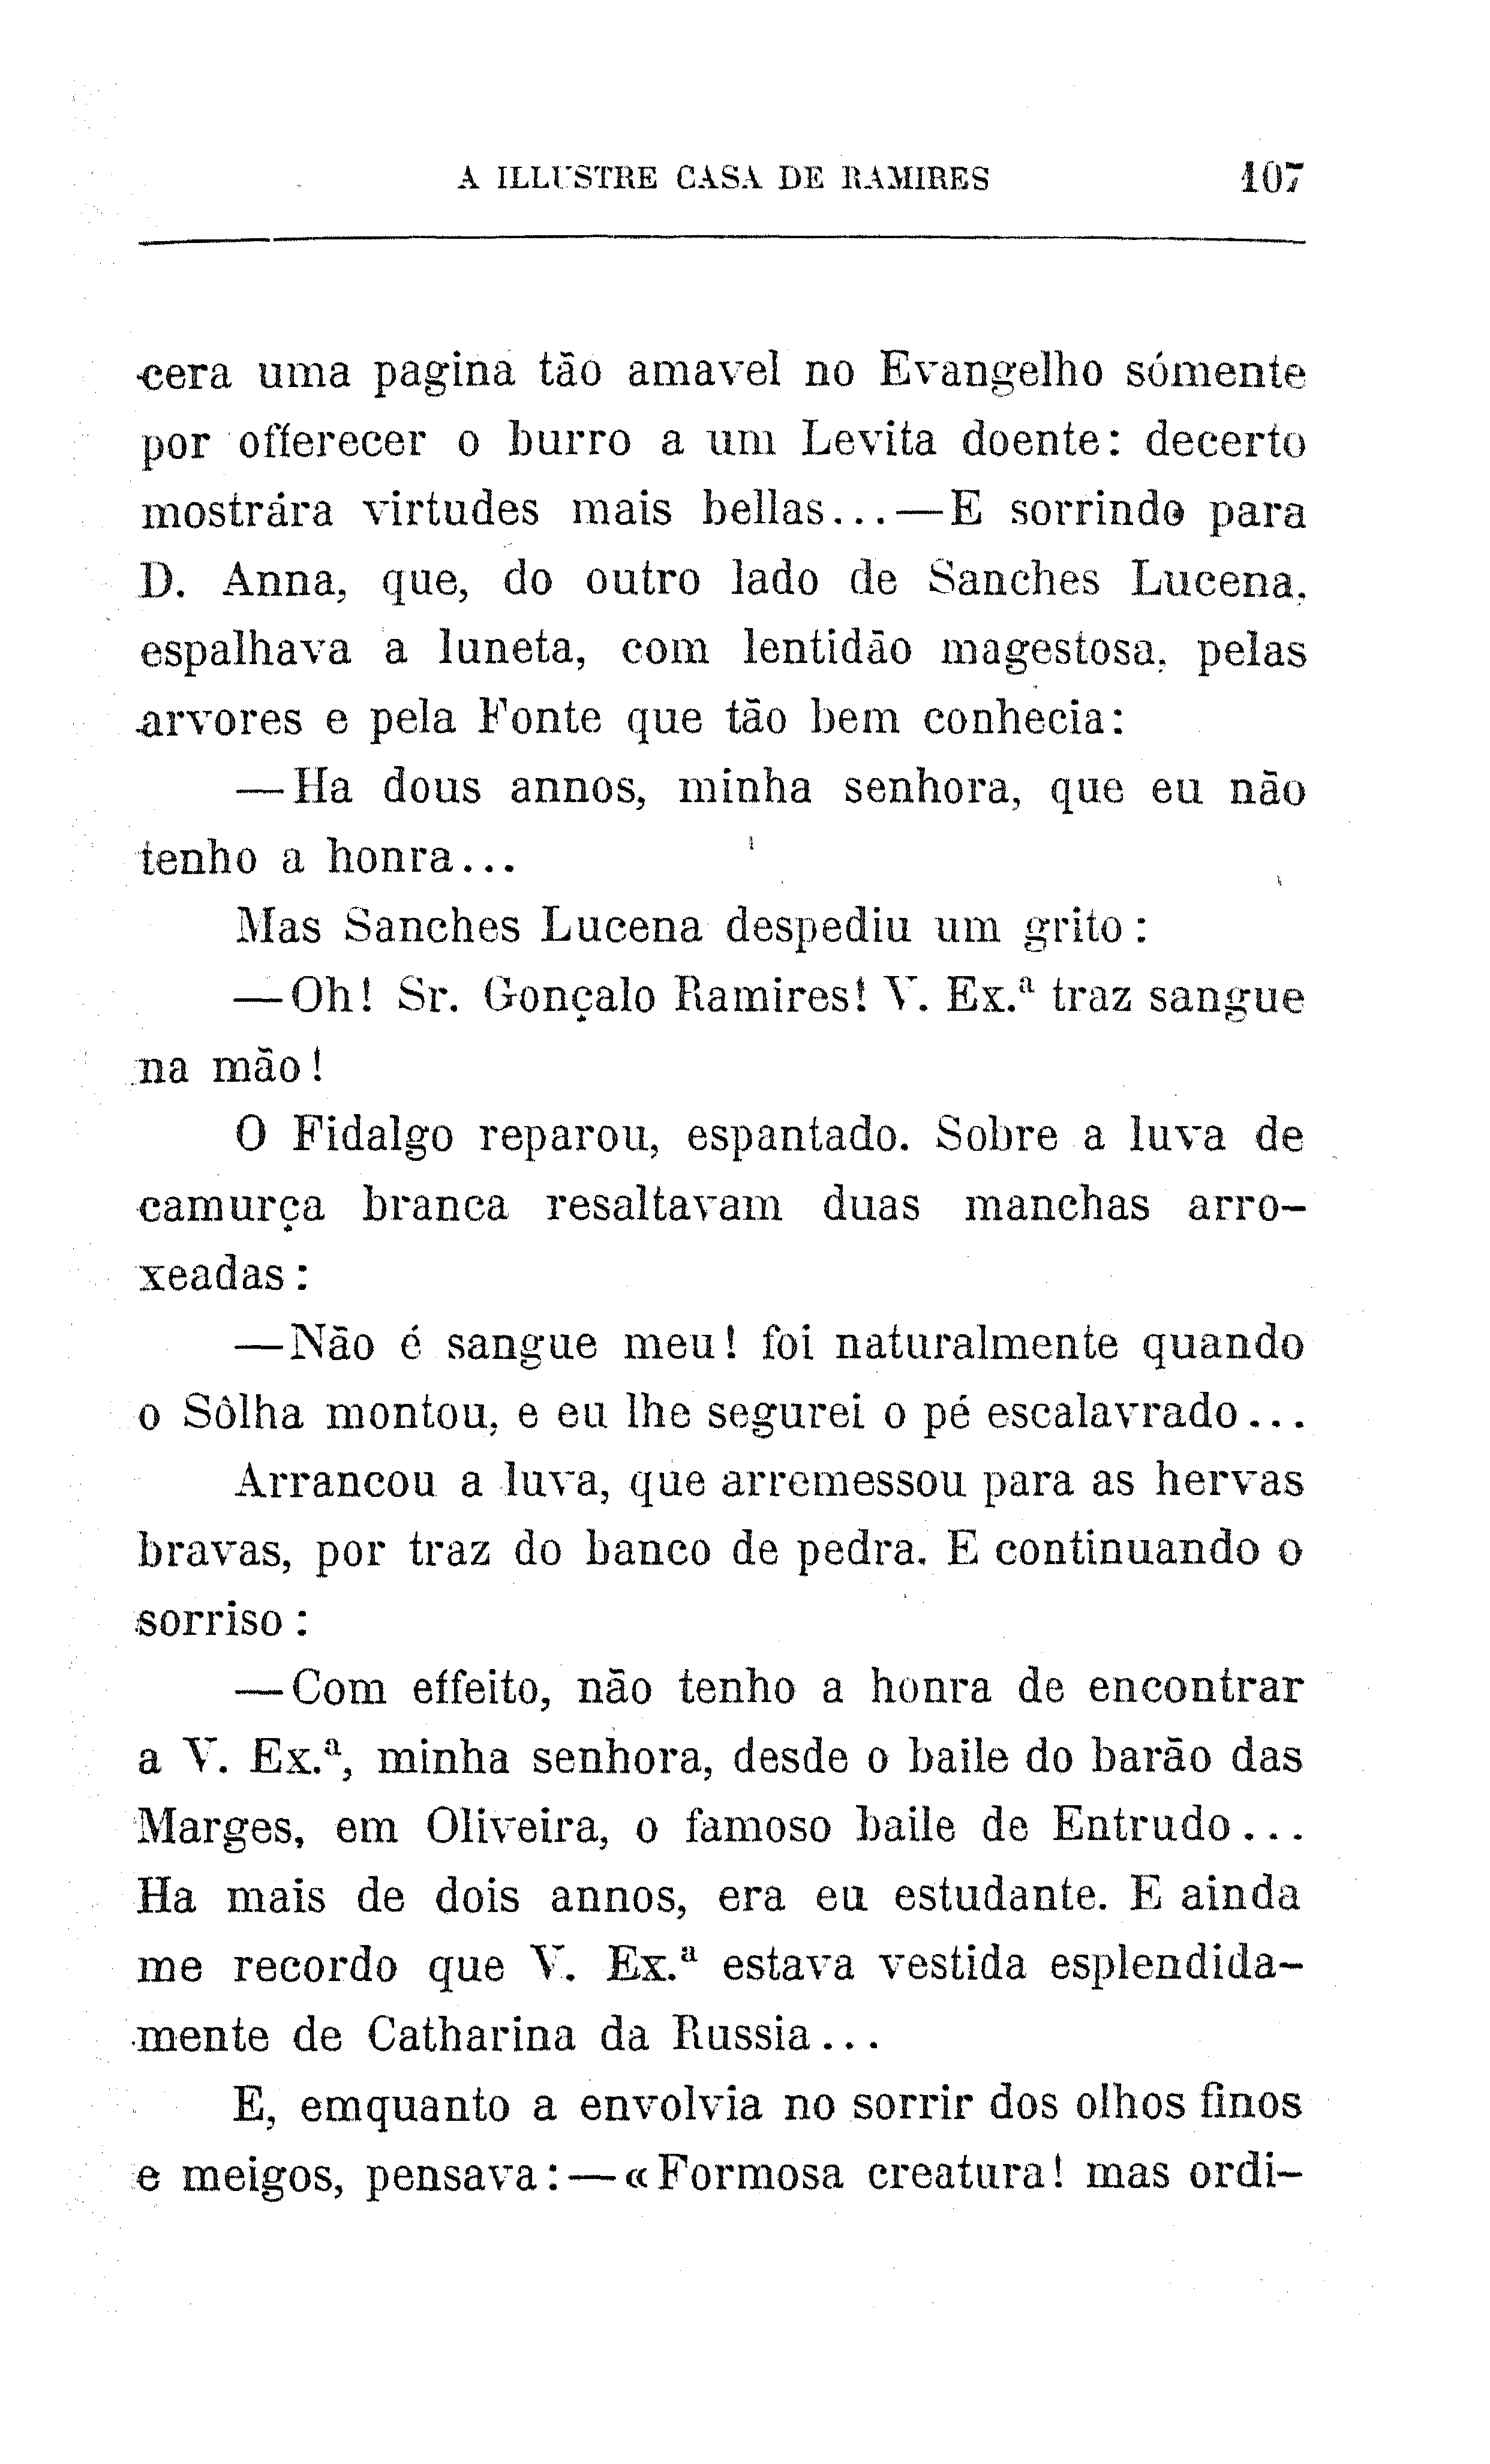 A ILLUSTRE CASA DE RAMIRES 107
cera uma pagina tão amavel no Evangelho sómente
por offerecer o burro a um Levita doente: decerto
mostrára virtudes mais bellas...—E sorrindo para
D. Anna, que, do outro lado de Sanches Lucena,
espalhava a luneta, com lentidão magestosa, pelas
arvores e pela Fonte que tão bem conhecia:
—Ha dous annos, minha senhora, que eu não
tenho a honra...
Mas Sanches Lucena despediu um grito:
—Oh! Sr. Gonçalo Ramires! V. Ex.ª traz sangue
na mão!
O Fidalgo reparou, espantado. Sobre a luva de
camurça branca resaltavam duas manchas arro-
xeadas:
—Não é sangue meu! foi naturalmente quando
o Sôlha montou, e eu lhe segurei o pé escalavrado...
Arrancou a luva, que arremessou para as hervas
bravas, por traz do banco de pedra. E continuando o
sorriso:
—Com effeito, não tenho a honra de encontrar
a V. Ex.ª, minha senhora, desde o baile do barão das
Marges, em Oliveira, o famoso baile de Entrudo...
Ha mais de dois annos, era eu estudante. E ainda
me recordo que V. Ex.ª estava vestida esplendida-
mente de Catharina da Russia...
E, emquanto a envolvia no sorrir dos olhos finos
e meigos, pensava:—«Formosa creatura! mas ordi-